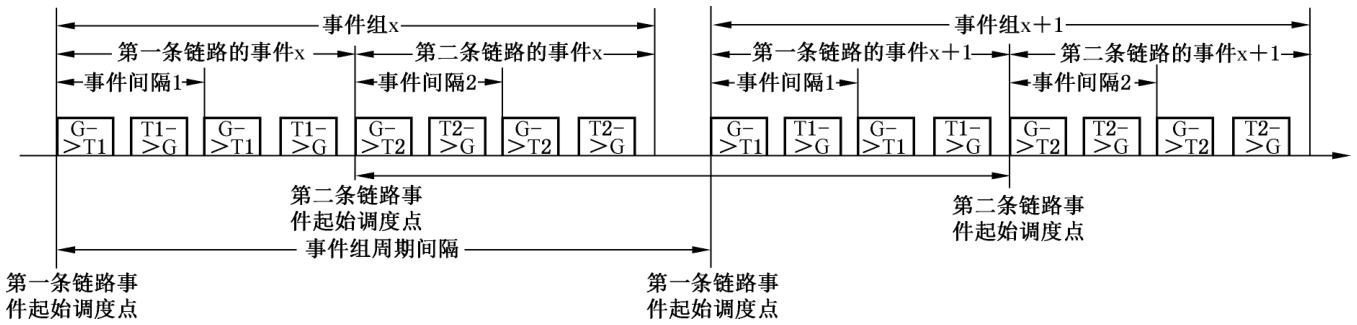 事件组x
事件组x+1
第一条链路的事件x
第二条链路的事件x
第一条链路的事件x+1
第二条链路的事件x+1
事件间隔1
事件间隔2
事件间隔1
事件间隔2
G-
>T1
T1-
>G
G-
>T1
T1-
>G
G-
>T2
T2-
>G
G-
>T2
T2-
>G
G-
>T1
T1-
>G
G-
>T1
T1-
>G
G-
>T2
T2-
>G
G-
>T2
T2-
>G
第二条链路事
件起始调度点
第二条链路事
件起始调度点
事件组周期间隔
第一条链路事
件起始调度点
第一条链路事
件起始调度点